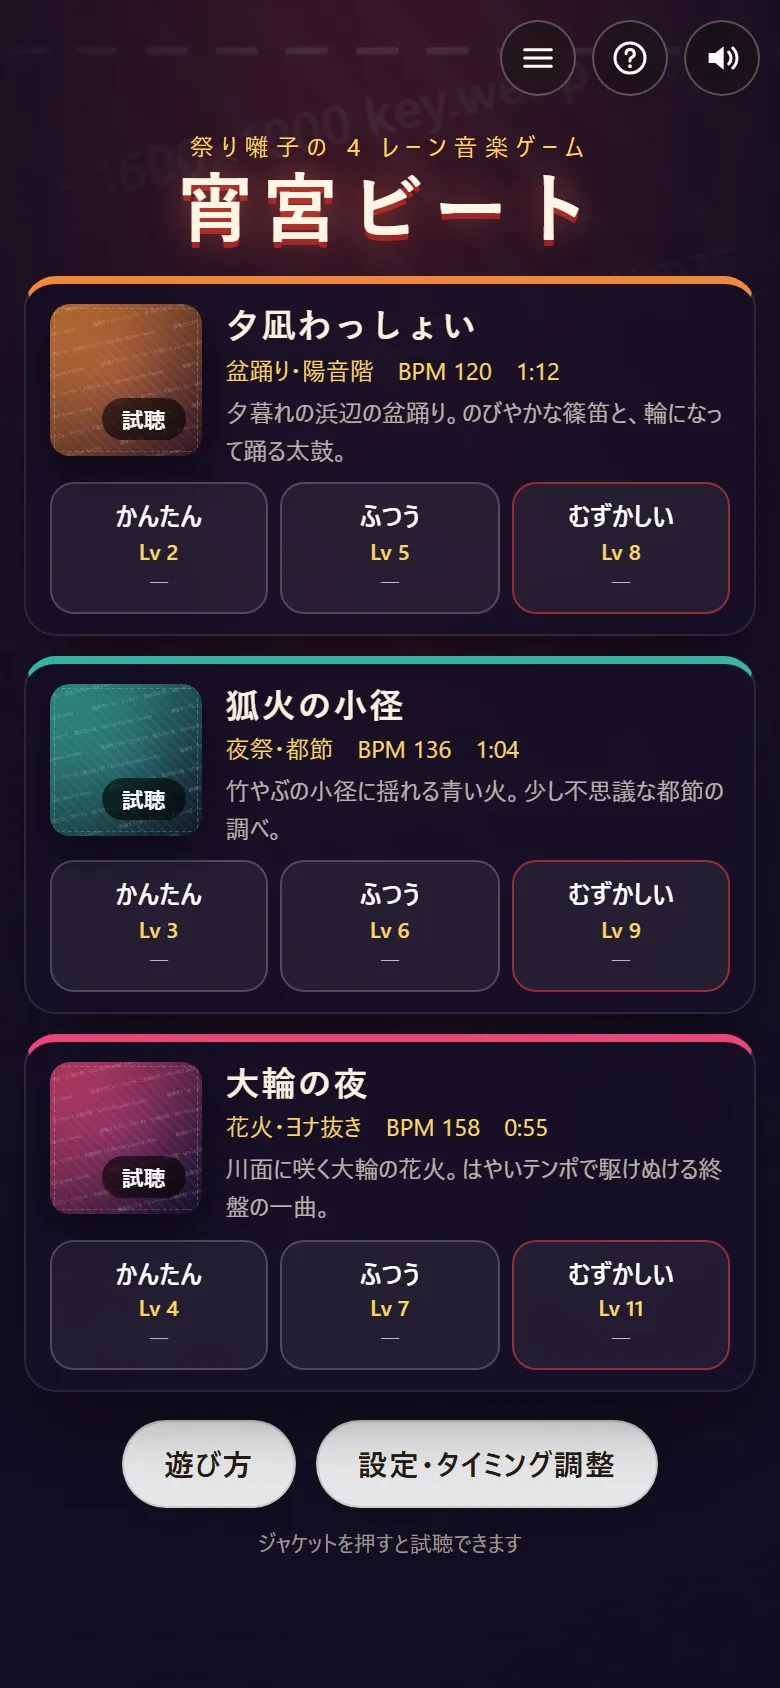 1600 1000 key.webp
祭り囃子の 4 レーン音楽ゲーム
宵宮ビート
夕凪わっしょい
盆踊り・陽音階 BPM 120 1:12
夕暮れの浜辺の盆踊り。のびやかな篠笛と、輪になっ
て踊る太鼓。
試聴
かんたん
Lv 2
—
ふつう
Lv 5
—
むずかしい
Lv 8
—
狐火の小径
夜祭・都節 BPM 136 1:04
竹やぶの小径に揺れる青い火。少し不思議な都節の
調べ。
試聴
かんたん
Lv 3
—
ふつう
Lv 6
—
むずかしい
Lv 9
—
大輪の夜
花火・ヨナ抜き BPM 158 0:55
川面に咲く大輪の花火。はやいテンポで駆けぬける終
盤の一曲。
試聴
かんたん
Lv 4
—
ふつう
Lv 7
—
むずかしい
Lv 11
—
遊び方
設定・タイミング調整
ジャケットを押すと試聴できます